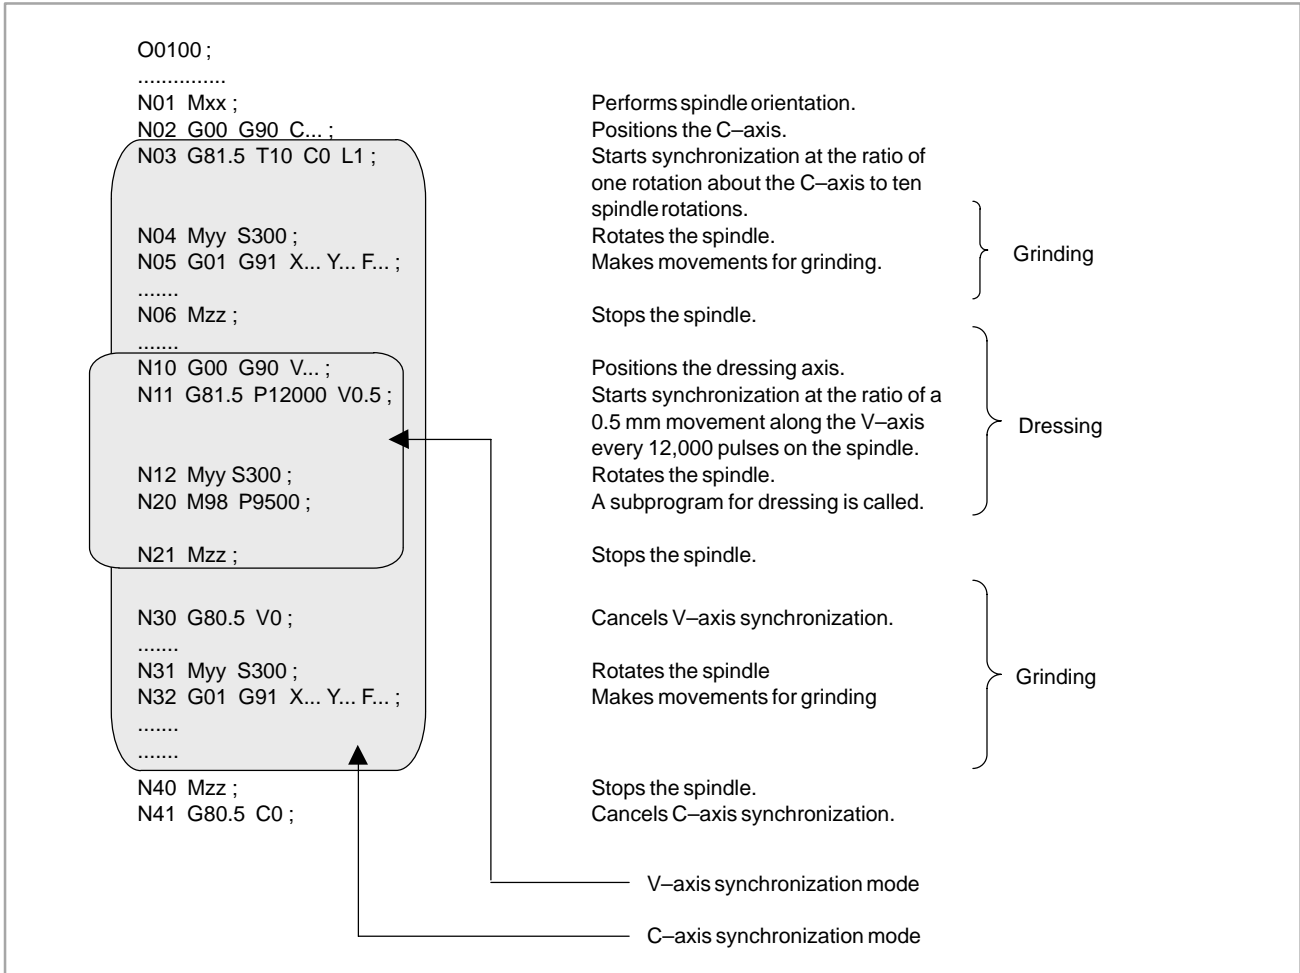 O0100 ;
...............
N01 Mxx ; Performs spindle orientation.
N02 G00 G90 C... ; Positions the C–axis.
N03 G81.5 T10 C0 L1 ; Starts synchronization at the ratio of
one rotation about the C–axis to ten
spindle rotations.
N04 Myy S300 ; Rotates the spindle.
N05 G01 G91 X... Y... F... ; Makes movements for grinding.
Grinding
.......
N06 Mzz ; Stops the spindle.
.......
N10 G00 G90 V... ; Positions the dressing axis.
N11 G81.5 P12000 V0.5 ; Starts synchronization at the ratio of a
0.5 mm movement along the V–axis
Dressing
every 12,000 pulses on the spindle.
N12 Myy S300 ; Rotates the spindle.
N20 M98 P9500 ; A subprogram for dressing is called.
N21 Mzz ; Stops the spindle.
N30 G80.5 V0 ; Cancels V–axis synchronization.
.......
N31 Myy S300 ; Rotates the spindle
Grinding
N32 G01 G91 X... Y... F... ; Makes movements for grinding
.......
.......
N40 Mzz ; Stops the spindle.
N41 G80.5 C0 ; Cancels C–axis synchronization.
V–axis synchronization mode
C–axis synchronization mode